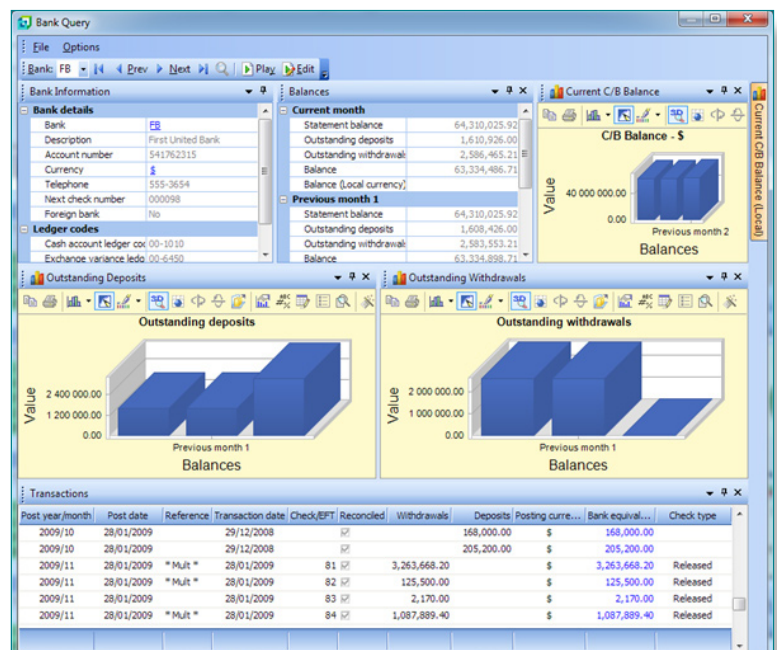 Bank Query
File Options
Bank: FB Prev Next Play Edit
Bank Information
Bank details
Bank FB
Description First United Bank
Account number 541762315
Currency $
Telephone 555-3654
Next check number 000098
Foreign bank No
Ledger codes
Cash account ledger coc 00-1010
Exchange variance ledg 00-6450
Balances
Current month
Statement balance 64,310,025.92
Outstanding deposits 1,610,926.00
Outstanding withdrawals 2,586,465.21
Balance 63,334,486.71
Balance (Local currency)
Previous month 1
Statement balance 64,310,025.92
Outstanding deposits 1,608,426.00
Outstanding withdrawals 2,583,553.21
Balance 63,334,898.71
Current C/B Balance
C/B Balance - $
Value
40 000 000.00
0.00
Previous month 2
Balances
Current C/B Balance (Local)
Outstanding Deposits
3D ABC
Outstanding deposits
Value
2 400 000.00
1 200 000.00
0.00
Previous month 1
Balances
Outstanding Withdrawals
3D ABC
Outstanding withdrawals
Value
2 000 000.00
1 000 000.00
0.00
Previous month 1
Balances
Transactions
Post year/month Post date Reference Transaction date Check/EFT Reconciled Withdrawals Deposits Posting curre... Bank equival... Check type
2009/10 28/01/2009 29/12/2008 168,000.00 $ 168,000.00
2009/10 28/01/2009 29/12/2008 205,200.00 $ 205,200.00
2009/11 28/01/2009 * Mult * 28/01/2009 81 3,263,668.20 $ 3,263,668.20 Released
2009/11 28/01/2009 28/01/2009 82 125,500.00 $ 125,500.00 Released
2009/11 28/01/2009 * Mult * 28/01/2009 83 2,170.00 $ 2,170.00 Released
2009/11 28/01/2009 * Mult * 28/01/2009 84 1,087,889.40 $ 1,087,889.40 Released